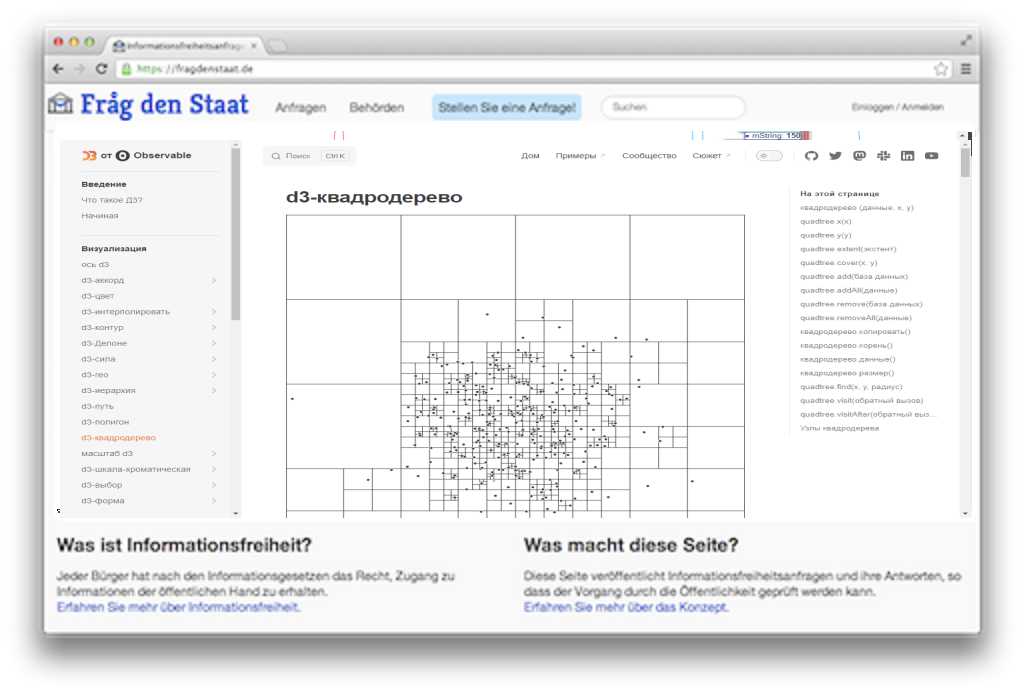 Informationsfreiheitsanfrage
https://fragdenstaat.de
Fråg den Staat
Anfragen
Behörden
Stellen Sie eine Anfrage!
Suchen
Einloggen / Anmelden
mString: 150
D3 от Observable
Поиск
Ctrl K
Дом
Примеры
Сообщество
Сюжет
Введение
Что такое Д3?
Начиная
Визуализация
ось d3
d3-аккорд
d3-цвет
d3-интерполировать
d3-контур
d3-Делоне
d3-сила
d3-гео
d3-иерархия
d3-путь
d3-полигон
d3-квадродерево
масштаб d3
d3-шкала-хроматическая
d3-выбор
d3-форма
d3-квадродерево
На этой странице
квадродерево (данные, x, y)
quadtree.x(x)
quadtree.y(y)
quadtree.extent(экстент)
quadtree.cover(x, y)
quadtree.add(база данных)
quadtree.addAll(данные)
quadtree.remove(база данных)
quadtree.removeAll(данные)
квадродерево.копировать()
квадродерево.корень()
квадродерево.данные()
квадродерево.размер()
quadtree.find(x, y, радиус)
quadtree.visit(обратный вызов)
quadtree.visitAfter(обратный выз...
Узлы квадродерева
Was ist Informationsfreiheit?
Jeder Bürger hat nach den Informationsgesetzen das Recht, Zugang zu
Informationen der öffentlichen Hand zu erhalten.
Erfahren Sie mehr über Informationsfreiheit.
Was macht diese Seite?
Diese Seite veröffentlicht Informationsfreiheitsanfragen und ihre Antworten, so
dass der Vorgang durch die Öffentlichkeit geprüft werden kann.
Erfahren Sie mehr über das Konzept.